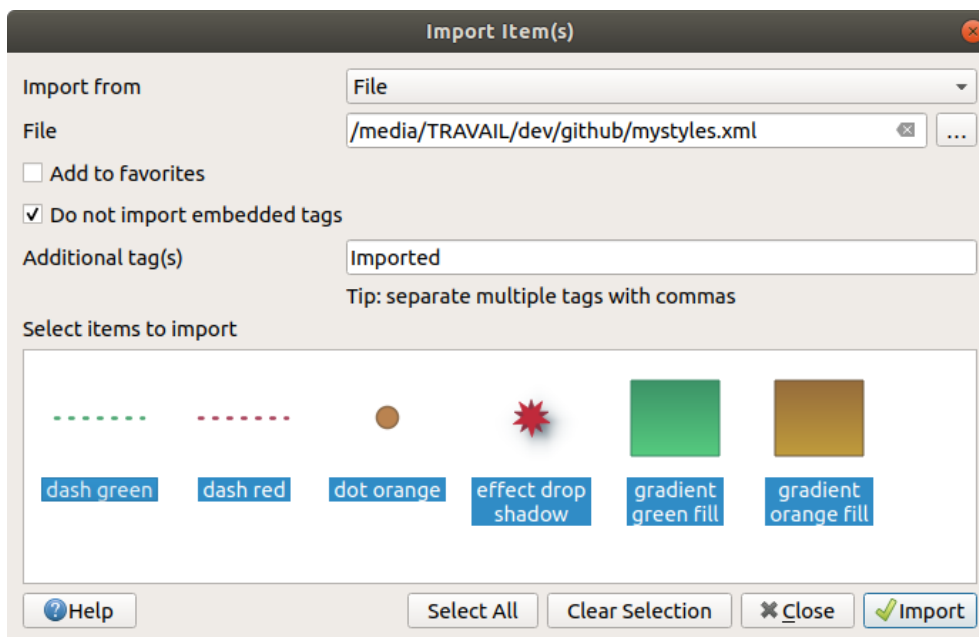 Import Item(s)
Import from
File
File
/media/TRAVAIL/dev/github/mystyles.xml
...
Add to favorites
Do not import embedded tags
Additional tag(s)
Imported
Tip: separate multiple tags with commas
Select items to import
dash green
dash red
dot orange
effect drop
shadow
gradient
green fill
gradient
orange fill
Help
Select All
Clear Selection
Close
Import